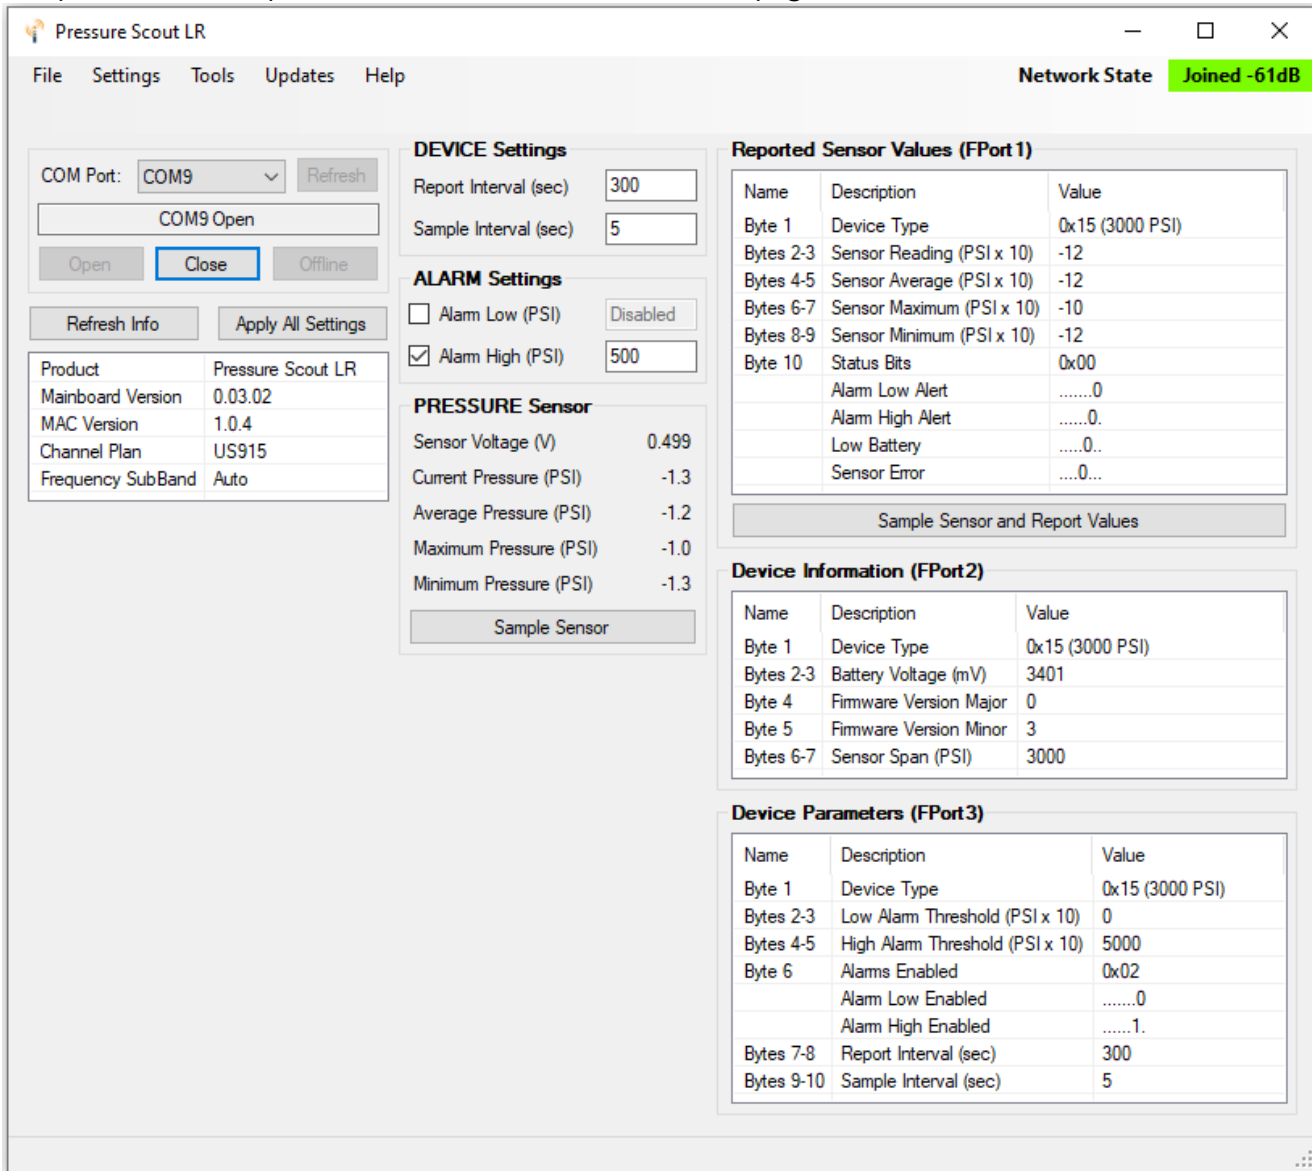 Pressure Scout LR
File Settings Tools Updates Help Network State Joined -61dB
COM Port: COM9 Refresh
COM9 Open
Open Close Offline
Refresh Info Apply All Settings
Product Pressure Scout LR
Mainboard Version 0.03.02
MAC Version 1.0.4
Channel Plan US915
Frequency SubBand Auto
DEVICE Settings
Report Interval (sec) 300
Sample Interval (sec) 5
ALARM Settings
Alarm Low (PSI) Disabled
Alarm High (PSI) 500
PRESSURE Sensor
Sensor Voltage (V) 0.499
Current Pressure (PSI) -1.3
Average Pressure (PSI) -1.2
Maximum Pressure (PSI) -1.0
Minimum Pressure (PSI) -1.3
Sample Sensor
Reported Sensor Values (FPort1)
Name Description Value
Byte 1 Device Type 0x15 (3000 PSI)
Bytes 2-3 Sensor Reading (PSI x 10) -12
Bytes 4-5 Sensor Average (PSI x 10) -12
Bytes 6-7 Sensor Maximum (PSI x 10) -10
Bytes 8-9 Sensor Minimum (PSI x 10) -12
Byte 10 Status Bits 0x00
Alarm Low Alert .......0
Alarm High Alert ......0.
Low Battery .....0..
Sensor Error ....0...
Sample Sensor and Report Values
Device Information (FPort2)
Name Description Value
Byte 1 Device Type 0x15 (3000 PSI)
Bytes 2-3 Battery Voltage (mV) 3401
Byte 4 Firmware Version Major 0
Byte 5 Firmware Version Minor 3
Bytes 6-7 Sensor Span (PSI) 3000
Device Parameters (FPort3)
Name Description Value
Byte 1 Device Type 0x15 (3000 PSI)
Bytes 2-3 Low Alarm Threshold (PSI x 10) 0
Bytes 4-5 High Alarm Threshold (PSI x 10) 5000
Byte 6 Alarms Enabled 0x02
Alarm Low Enabled .......0
Alarm High Enabled ......1.
Bytes 7-8 Report Interval (sec) 300
Bytes 9-10 Sample Interval (sec) 5